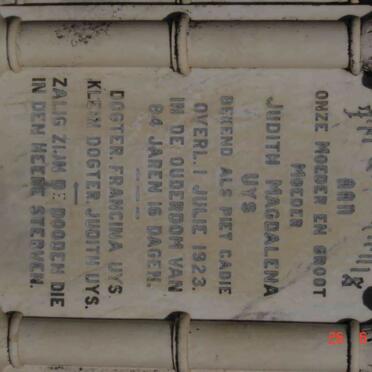 AAN
ONZE MOEDER EN GROOT
MOEDER
JUDITH MAGDALENA
UYS
BEKEND ALS PIET GADIE
OVERL. 1 JULIE 1923.
IN DE OUDERDOM VAN
84 JAREN 16 DAGEN.
DOGTER. FRANCINA UYS
KLEIN DOGTER JUDITH UYS.
ZALIG ZIJN DE DOODEN DIE
IN DEN HEERE STERVEN.